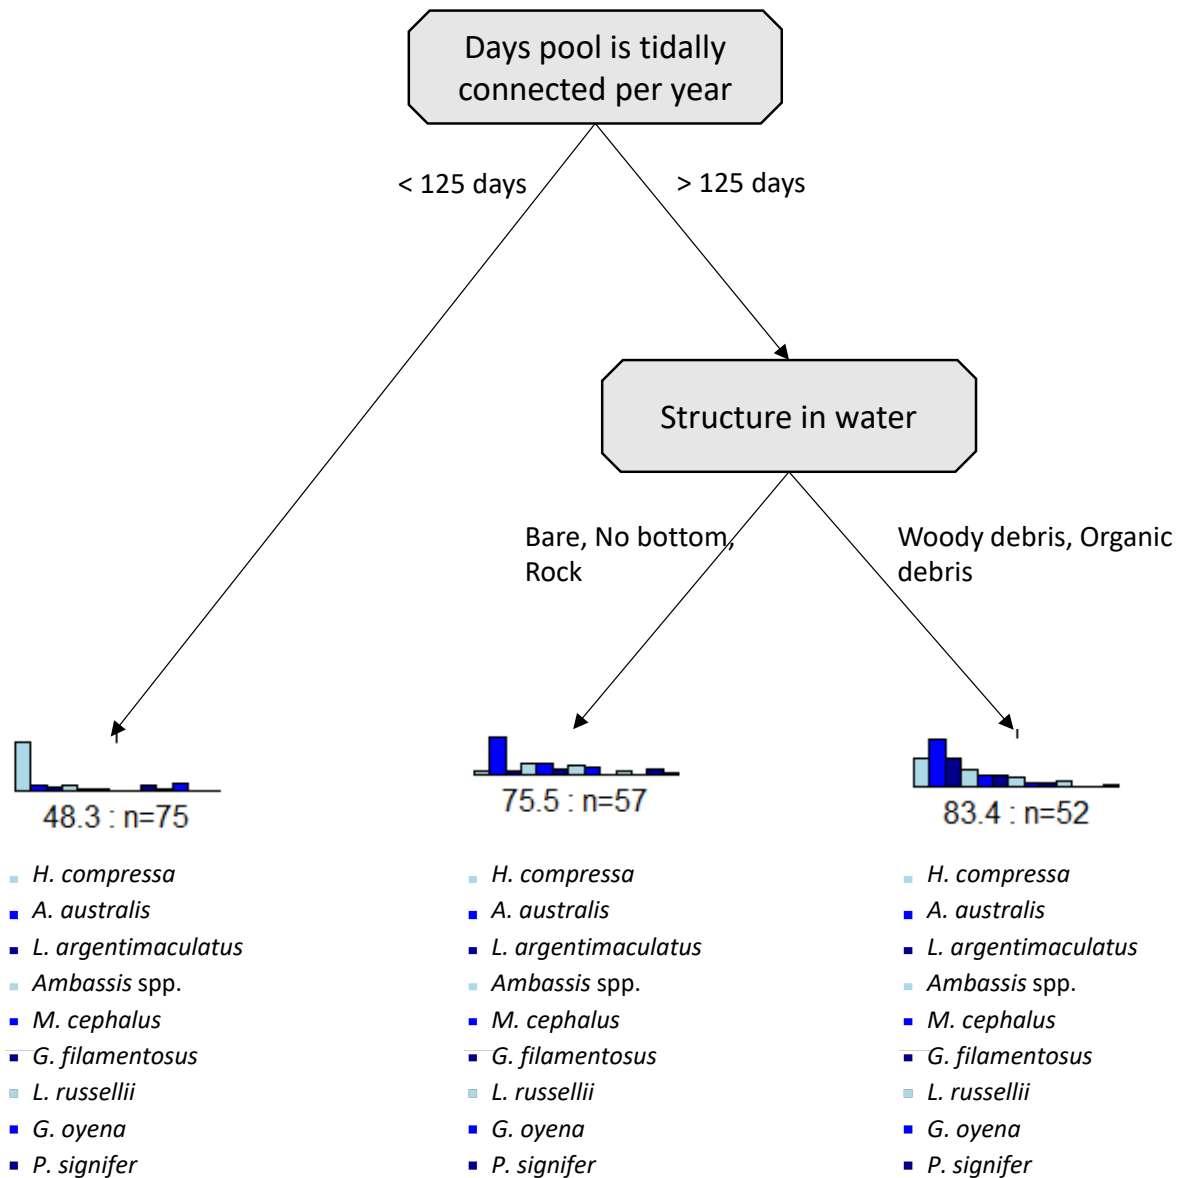 Days pool is tidally
connected per year
< 125 days
> 125 days
Structure in water
Bare, No bottom,
Rock
Woody debris, Organic
debris
48.3 : n=75
75.5 : n=57
83.4 : n=52
H. compressa
A. australis
L. argentimaculatus
Ambassis spp.
M. cephalus
G. filamentosus
L. russellii
G. oyena
P. signifer
H. compressa
A. australis
L. argentimaculatus
Ambassis spp.
M. cephalus
G. filamentosus
L. russellii
G. oyena
P. signifer
H. compressa
A. australis
L. argentimaculatus
Ambassis spp.
M. cephalus
G. filamentosus
L. russellii
G. oyena
P. signifer